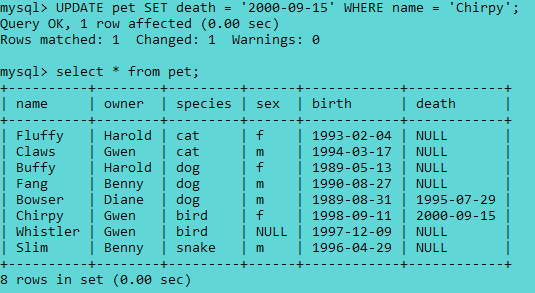 mysql> UPDATE pet SET death = '2000-09-15' WHERE name = 'Chirpy';
Query OK, 1 row affected (0.00 sec)
Rows matched: 1  Changed: 1  Warnings: 0

mysql> select * from pet;
+----------+--------+---------+------+------------+------------+
| name     | owner  | species | sex  | birth      | death      |
+----------+--------+---------+------+------------+------------+
| Fluffy   | Harold | cat     | f    | 1993-02-04 | NULL       |
| Claws    | Gwen   | cat     | m    | 1994-03-17 | NULL       |
| Buffy    | Harold | dog     | f    | 1989-05-13 | NULL       |
| Fang     | Benny  | dog     | m    | 1990-08-27 | NULL       |
| Bowser   | Diane  | dog     | m    | 1989-08-31 | 1995-07-29 |
| Chirpy   | Gwen   | bird    | f    | 1998-09-11 | 2000-09-15 |
| Whistler | Gwen   | bird    | NULL | 1997-12-09 | NULL       |
| Slim     | Benny  | snake   | m    | 1996-04-29 | NULL       |
+----------+--------+---------+------+------------+------------+
8 rows in set (0.00 sec)